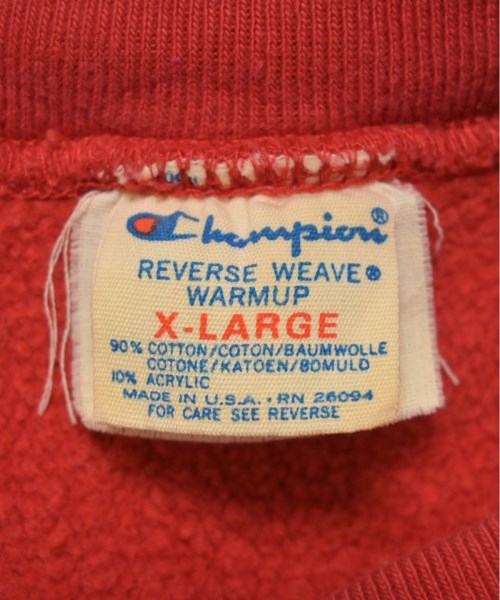 Champion®
REVERSE WEAVE®
WARMUP
X-LARGE
90% COTTON/COTON/BAUMWOLLE
COTONE/KATOEN/BOMULD
10% ACRYLIC
MADE IN U.S.A. · RN 26094
FOR CARE SEE REVERSE